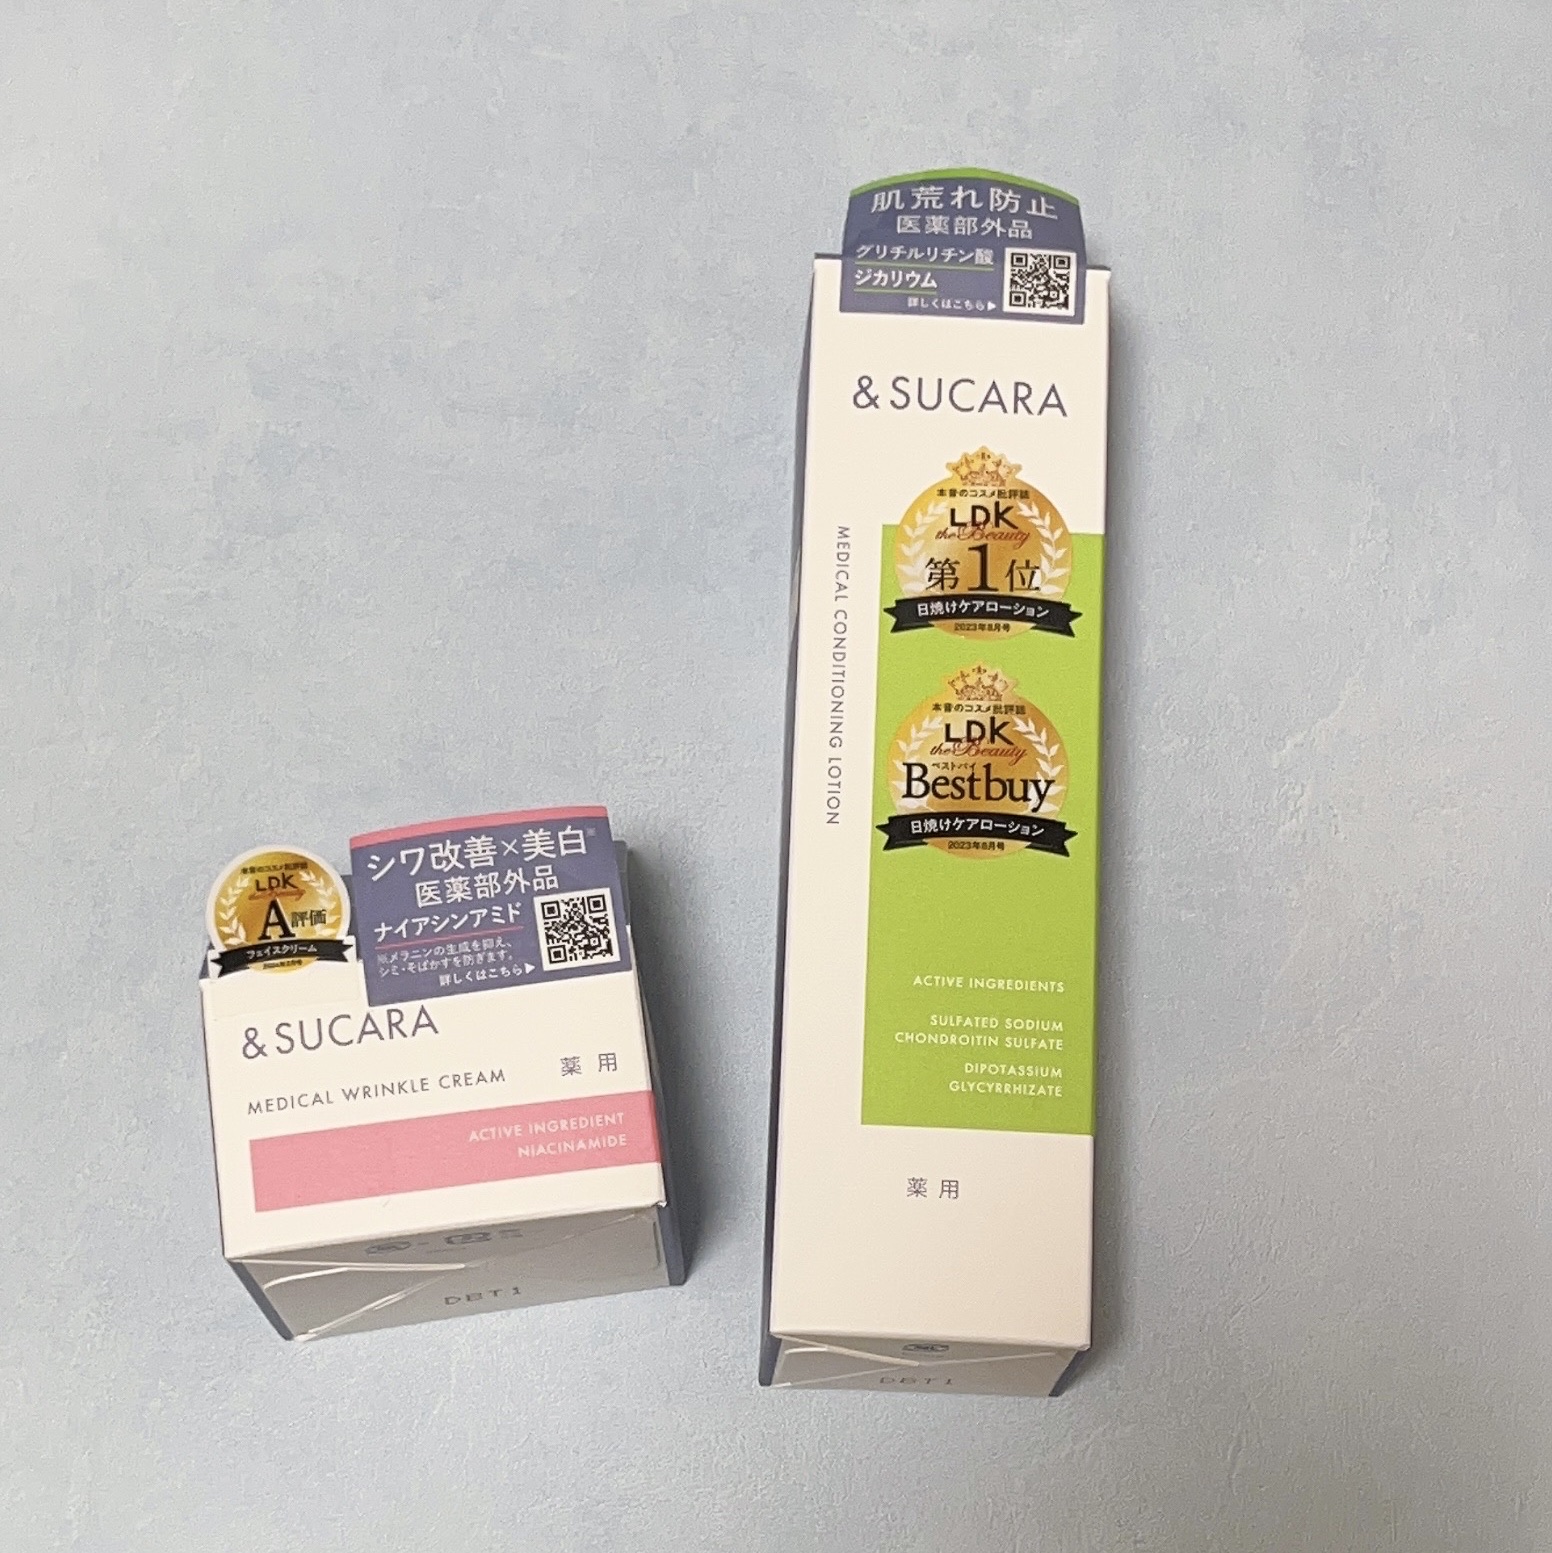 本音のコスメ批評誌
LDK
A評価
フェイスクリーム
シワ改善×美白※
医薬部外品
ナイアシンアミド
※メラニンの生成を抑え、
シミ・そばかすを防ぎます。
詳しくはこちら▶
&SUCARA
MEDICAL WRINKLE CREAM
薬用
ACTIVE INGREDIENT
NIACINAMIDE
DBT1
肌荒れ防止
医薬部外品
グリチルリチン酸
ジカリウム
詳しくはこちら▶
&SUCARA
MEDICAL CONDITIONING LOTION
本音のコスメ批評誌
LDK
the Beauty
第1位
日焼けケアローション
2023年8月号
本音のコスメ批評誌
LDK
the Beauty
ベストバイ
Bestbuy
日焼けケアローション
2023年8月号
ACTIVE INGREDIENTS
SULFATED SODIUM
CHONDROITIN SULFATE
DIPOTASSIUM
GLYCYRRHIZATE
薬用
DBT1